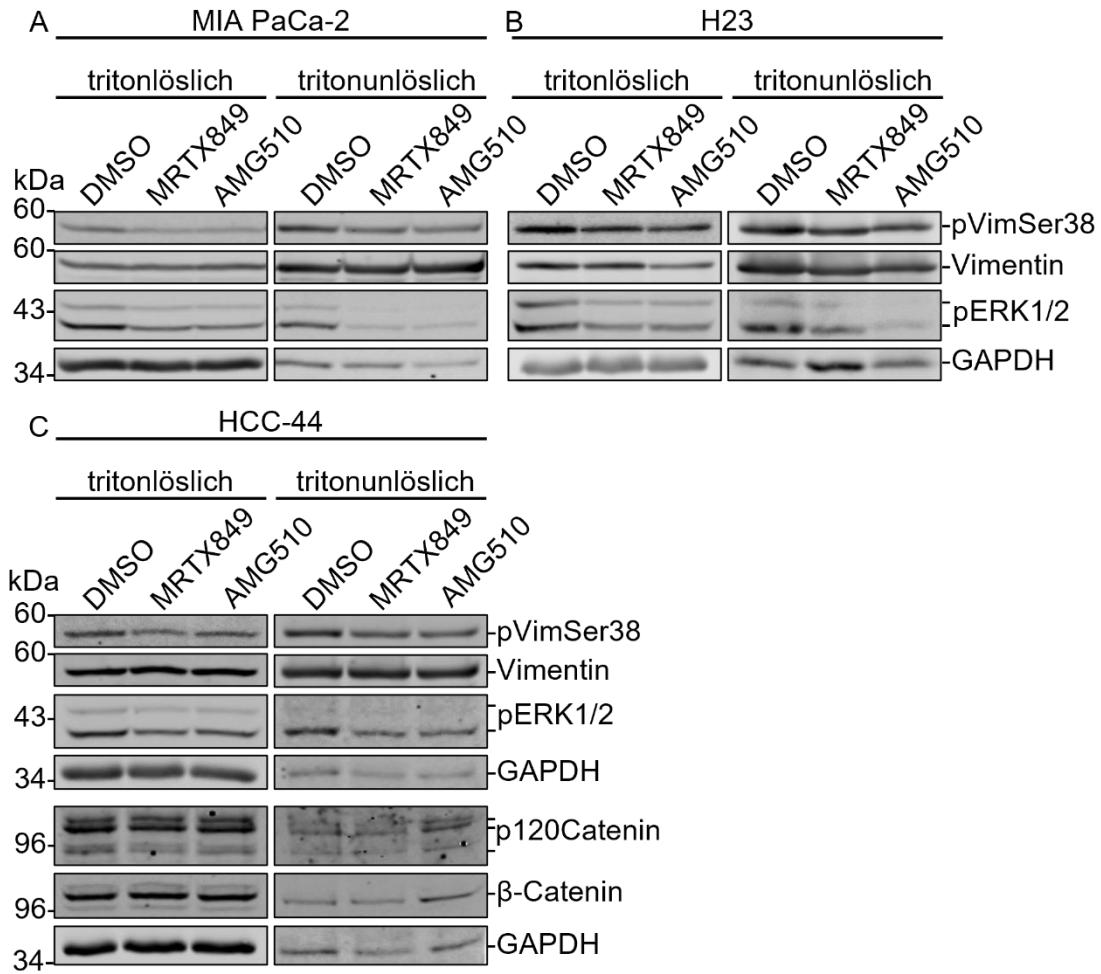 A MIA PaCa-2 B H23
tritonlöslich tritonunlöslich tritonlöslich tritonunlöslich
DMSO MRTX849 AMG510 DMSO MRTX849 AMG510 DMSO MRTX849 AMG510 DMSO MRTX849 AMG510
kDa
60 -pVimSer38
60 -Vimentin
43- pERK1/2
34- -GAPDH
C HCC-44
tritonlöslich tritonunlöslich
DMSO MRTX849 AMG510 DMSO MRTX849 AMG510
kDa
60 -pVimSer38
60 -Vimentin
43- pERK1/2
34- -GAPDH
96- p120Catenin
96- -β-Catenin
34- -GAPDH